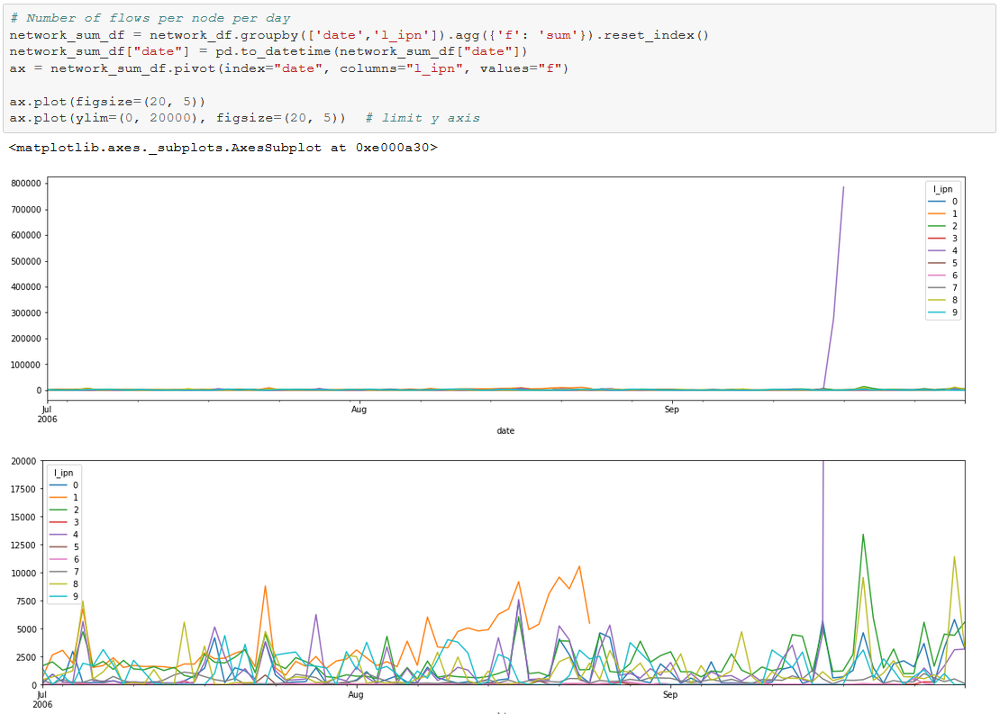 # Number of flows per node per day
network_sum_df = network_df.groupby(['date','l_ipn']).agg({'f': 'sum'}).reset_index()
network_sum_df["date"] = pd.to_datetime(network_sum_df["date"])
ax = network_sum_df.pivot(index="date", columns="l_ipn", values="f")
ax.plot(figsize=(20, 5))
ax.plot(ylim=(0, 20000), figsize=(20, 5))  # limit y axis
<matplotlib.axes._subplots.AxesSubplot at 0xe000a30>
800000
700000
600000
500000
400000
300000
200000
100000
0
l_ipn
0
1
2
3
4
5
6
7
8
9
Jul
2006
Aug
Sep
date
20000
17500
15000
12500
10000
7500
5000
2500
0
l_ipn
0
1
2
3
4
5
6
7
8
9
Jul
2006
Aug
Sep